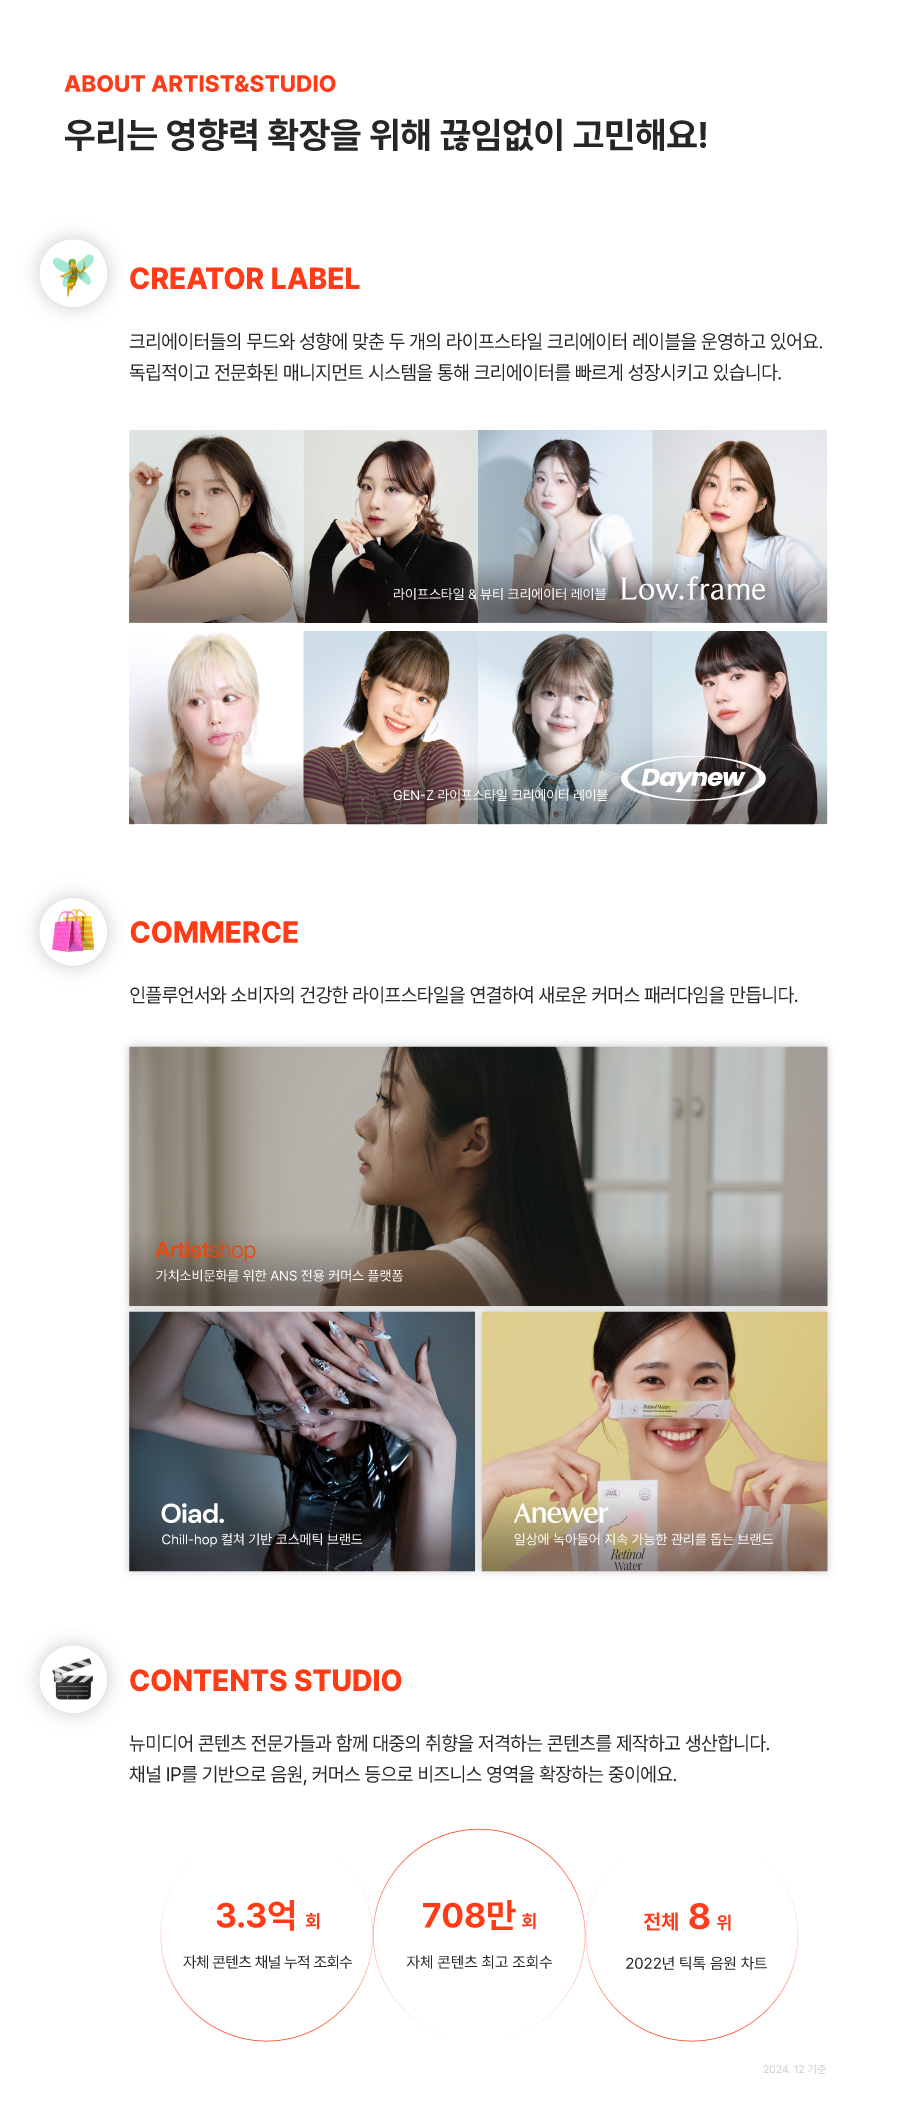 ABOUT ARTIST&STUDIO
우리는 영향력 확장을 위해 끊임없이 고민해요!
CREATOR LABEL
크리에이터들의 무드와 성향에 맞춘 두 개의 라이프스타일 크리에이터 레이블을 운영하고 있어요.
독립적이고 전문화된 매니지먼트 시스템을 통해 크리에이터를 빠르게 성장시키고 있습니다.
라이프스타일 & 뷰티 크리에이터 레이블 Low.frame
GEN-Z 라이프스타일 크리에이터 레이블 Daynew
COMMERCE
인플루언서와 소비자의 건강한 라이프스타일을 연결하여 새로운 커머스 패러다임을 만듭니다.
Artistshop
가치소비문화를 위한 ANS 전용 커머스 플랫폼
Retinol Water
Oiad.
Chill-hop 컬쳐 기반 코스메틱 브랜드
Anewer
일상에 녹아들어 지속 가능한 관리를 돕는 브랜드
Retinol
Water
CONTENTS STUDIO
뉴미디어 콘텐츠 전문가들과 함께 대중의 취향을 저격하는 콘텐츠를 제작하고 생산합니다.
채널 IP를 기반으로 음원, 커머스 등으로 비즈니스 영역을 확장하는 중이에요.
3.3억 회
자체 콘텐츠 채널 누적 조회수
708만 회
자체 콘텐츠 최고 조회수
전체 8 위
2022년 틱톡 음원 차트
2024. 12 기준